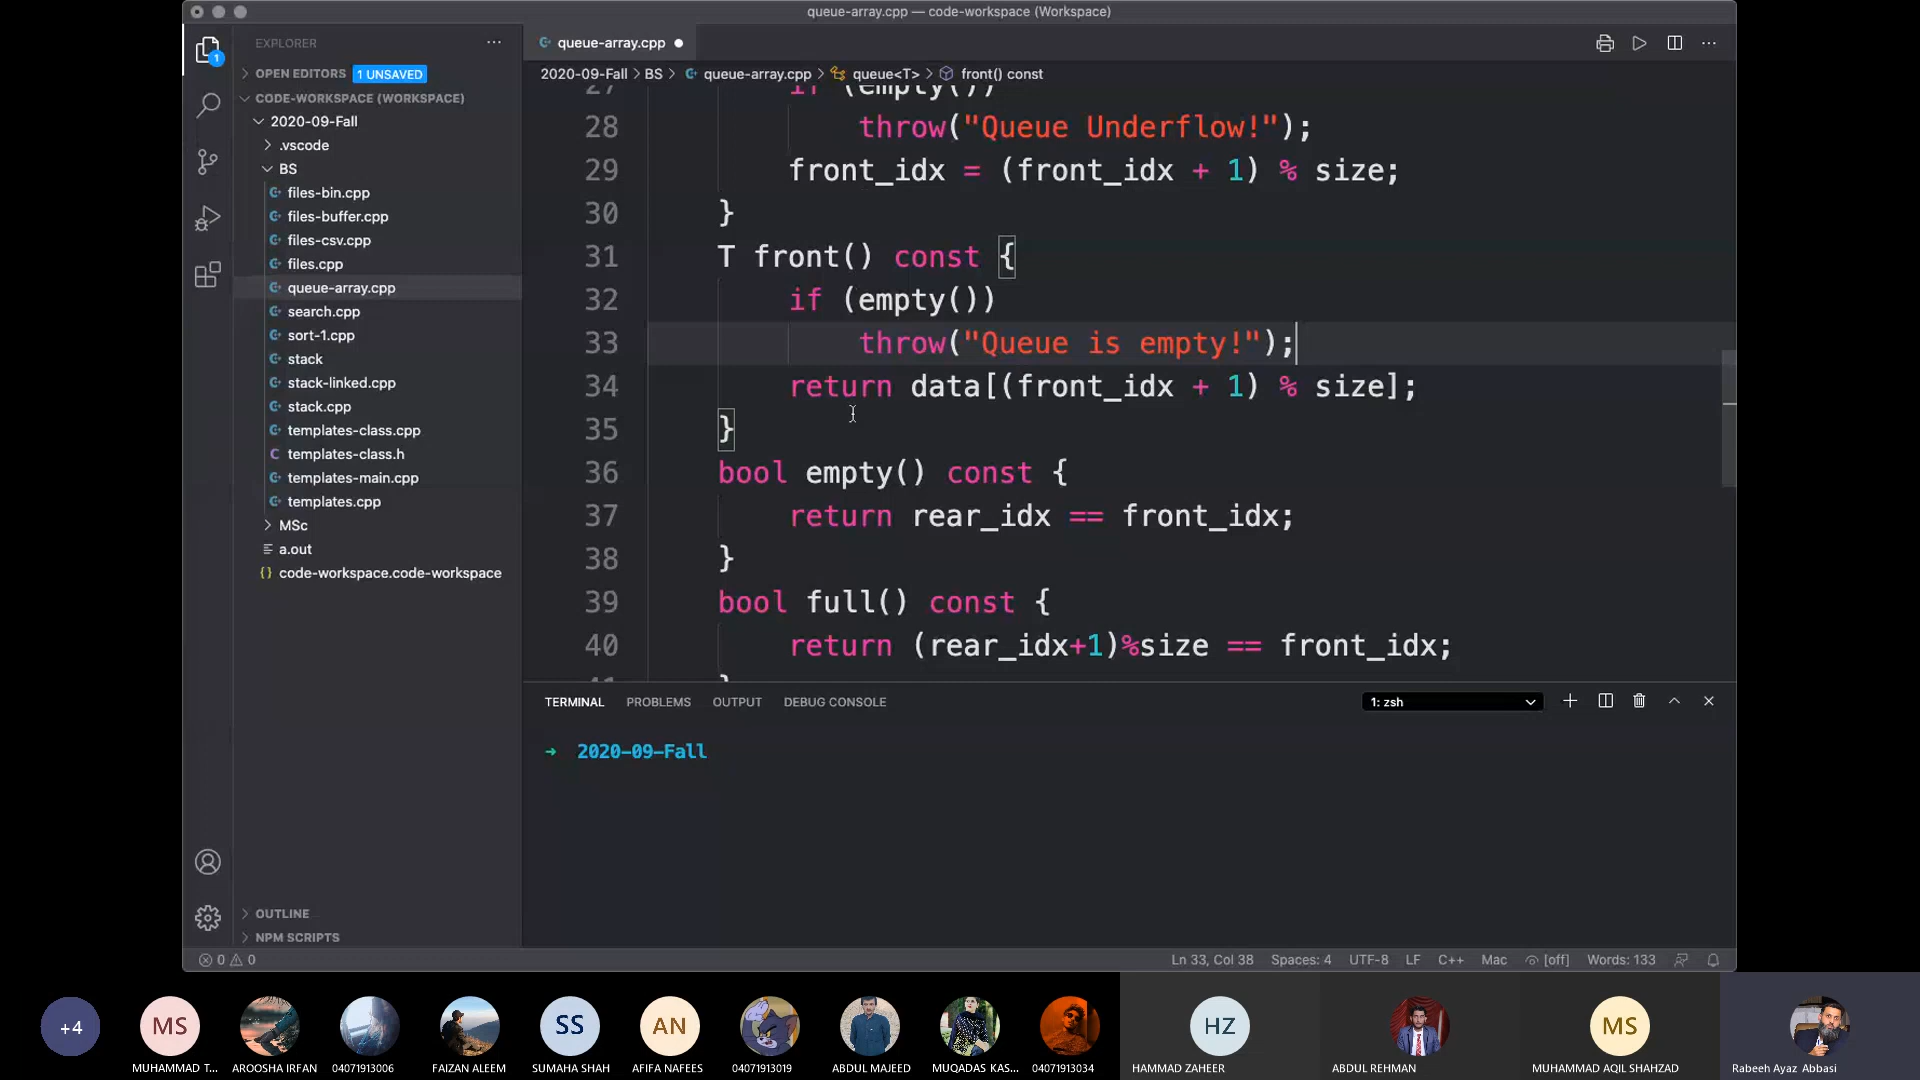 queue-array.cpp — code-workspace (Workspace)
EXPLORER
queue-array.cpp
1
OPEN EDITORS 1 UNSAVED
2020-09-Fall > BS > queue-array.cpp > queue<T> > front() const
CODE-WORKSPACE (WORKSPACE)
2020-09-Fall
.vscode
BS
files-bin.cpp
files-buffer.cpp
files-csv.cpp
files.cpp
queue-array.cpp
search.cpp
sort-1.cpp
stack
stack-linked.cpp
stack.cpp
templates-class.cpp
templates-class.h
templates-main.cpp
templates.cpp
MSc
a.out
{} code-workspace.code-workspace
OUTLINE
NPM SCRIPTS
27 if (empty())
28 throw("Queue Underflow!");
29 front_idx = (front_idx + 1) % size;
30 }
31 T front() const {
32 if (empty())
33 throw("Queue is empty!");
34 return data[(front_idx + 1) % size];
35 }
36 bool empty() const {
37 return rear_idx == front_idx;
38 }
39 bool full() const {
40 return (rear_idx+1)%size == front_idx;
41 }
TERMINAL PROBLEMS OUTPUT DEBUG CONSOLE 1: zsh
➜ 2020-09-Fall
0 0 Ln 33, Col 38 Spaces: 4 UTF-8 LF C++ Mac [off] Words: 133
+4 MS SS AN HZ MS
MUHAMMAD T... AROOSHA IRFAN 04071913006 FAIZAN ALEEM SUMAHA SHAH AFIFA NAFEES 04071913019 ABDUL MAJEED MUQADAS KAS... 04071913034 HAMMAD ZAHEER ABDUL REHMAN MUHAMMAD AQIL SHAHZAD Rabeeh Ayaz Abbasi